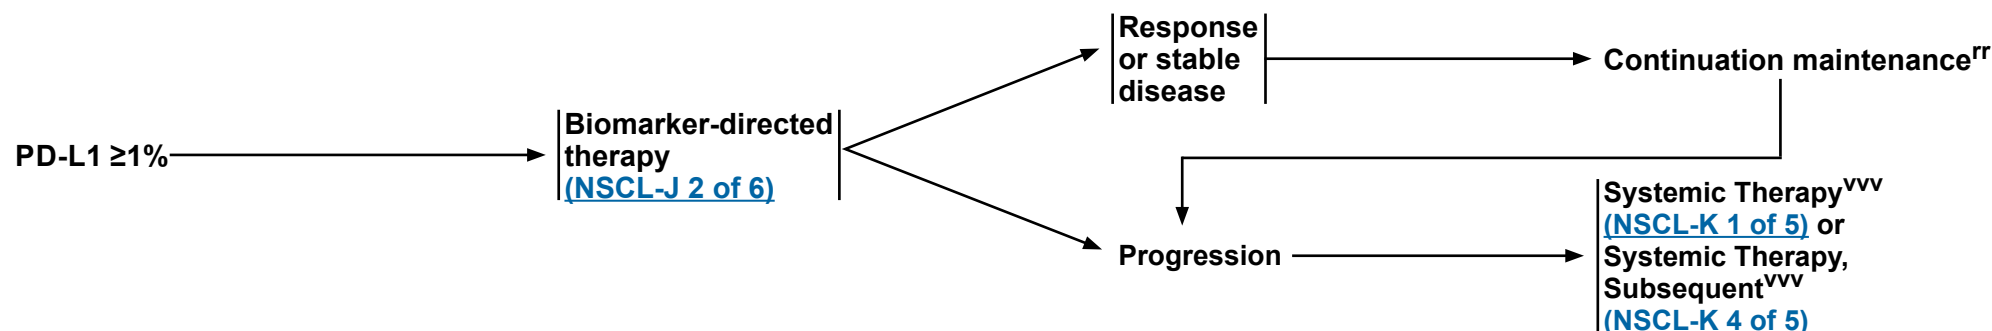 PD-L1 ≥1%
Biomarker-directed
therapy
(NSCL-J 2 of 6)
Response
or stable
disease
Continuation maintenanceʳʳ
Progression
Systemic Therapyᵛᵛᵛ
(NSCL-K 1 of 5) or
Systemic Therapy,
Subsequentᵛᵛᵛ
(NSCL-K 4 of 5)